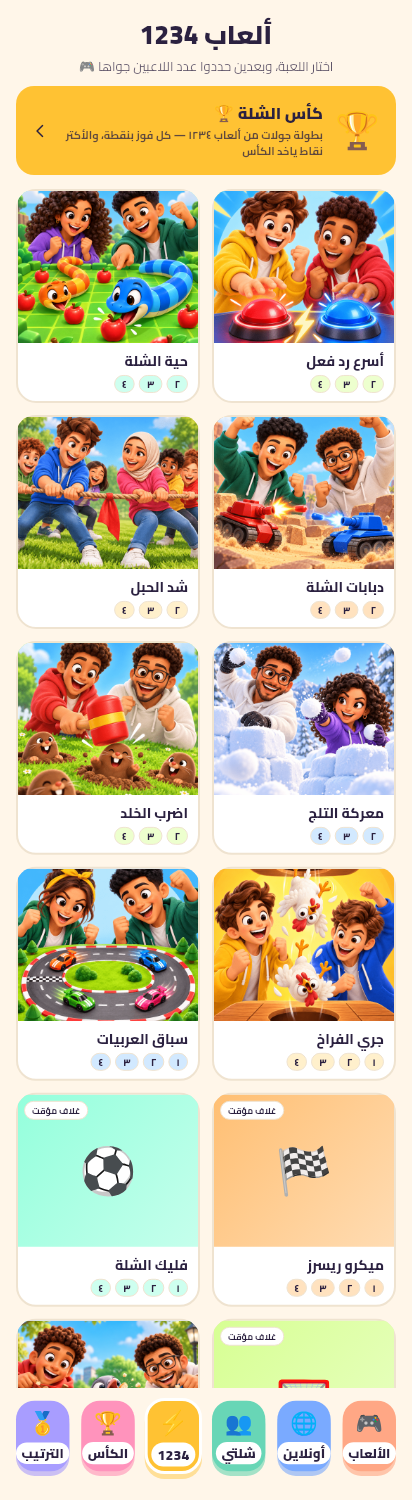 ألعاب 1234
اختار اللعبة، وبعدين حددوا عدد اللاعبين جواها 🎮
كأس الشلة 🏆
بطولة جولات من ألعاب ١٢٣٤ — كل فوز بنقطة، والأكتر
نقاط ياخد الكأس
أسرع رد فعل
٢ ٣ ٤
حية الشلة
٢ ٣ ٤
دبابات الشلة
٢ ٣ ٤
شد الحبل
٢ ٣ ٤
معركة التلج
٢ ٣ ٤
اضرب الخلد
٢ ٣ ٤
جري الفراخ
١ ٢ ٣ ٤
سباق العربيات
١ ٢ ٣ ٤
غلاف مؤقت
ميكرو ريسرز
١ ٢ ٣ ٤
غلاف مؤقت
فليك الشلة
١ ٢ ٣ ٤
غلاف مؤقت
الألعاب
أونلاين
شلتي
1234
الكأس
الترتيب